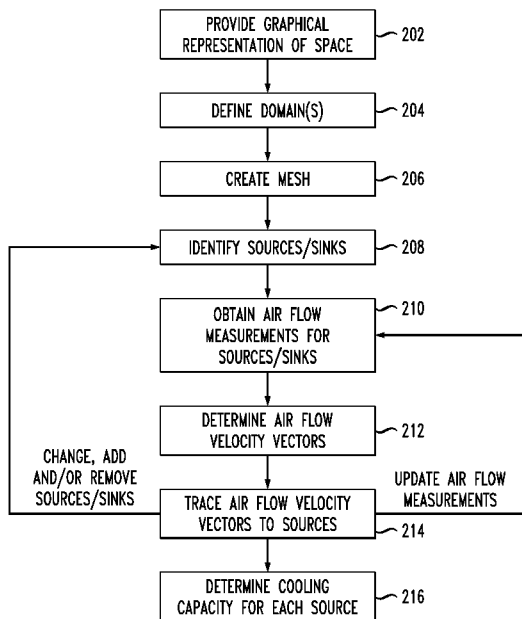 PROVIDE GRAPHICAL
REPRESENTATION OF SPACE
202
DEFINE DOMAIN(S)
204
CREATE MESH
206
IDENTIFY SOURCES/SINKS
208
OBTAIN AIR FLOW
MEASUREMENTS FOR
SOURCES/SINKS
210
DETERMINE AIR FLOW
VELOCITY VECTORS
212
CHANGE, ADD
AND/OR REMOVE
SOURCES/SINKS
UPDATE AIR FLOW
MEASUREMENTS
TRACE AIR FLOW VELOCITY
VECTORS TO SOURCES
214
DETERMINE COOLING
CAPACITY FOR EACH SOURCE
216